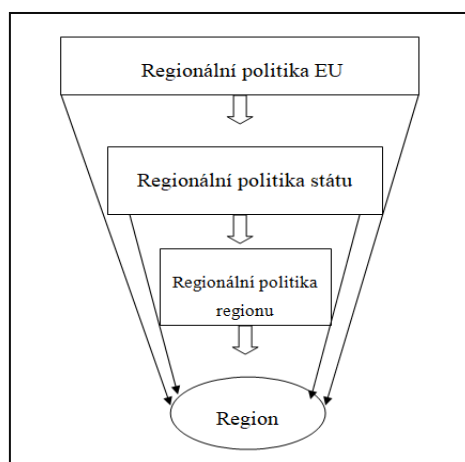 Regionální politika EU
Regionální politika státu
Regionální politika
regionu
Region